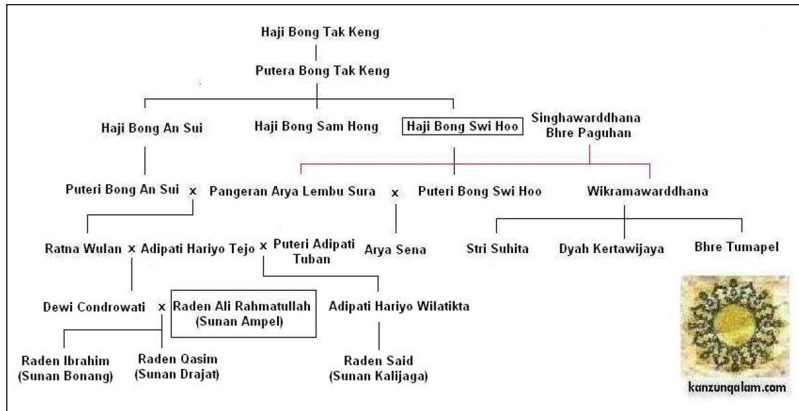 Haji Bong Tak Keng
Putera Bong Tak Keng
Haji Bong An Sui
Haji Bong Sam Hong
Haji Bong Swi Hoo
Singhawarddhana
Bhre Paguhan
Puteri Bong An Sui x Pangeran Arya Lembu Sura x Puteri Bong Swi Hoo
Wikramawarddhana
Ratna Wulan x Adipati Hariyo Tejo x Puteri Adipati
Tuban
Arya Sena
Stri Suhita
Dyah Kertawijaya
Bhre Tumapel
Dewi Condrowati x Raden Ali Rahmatullah
(Sunan Ampel)
Adipati Hariyo Wilatikta
Raden Ibrahim
(Sunan Bonang)
Raden Qasim
(Sunan Drajat)
Raden Said
(Sunan Kalijaga)
kanzunqalam.com